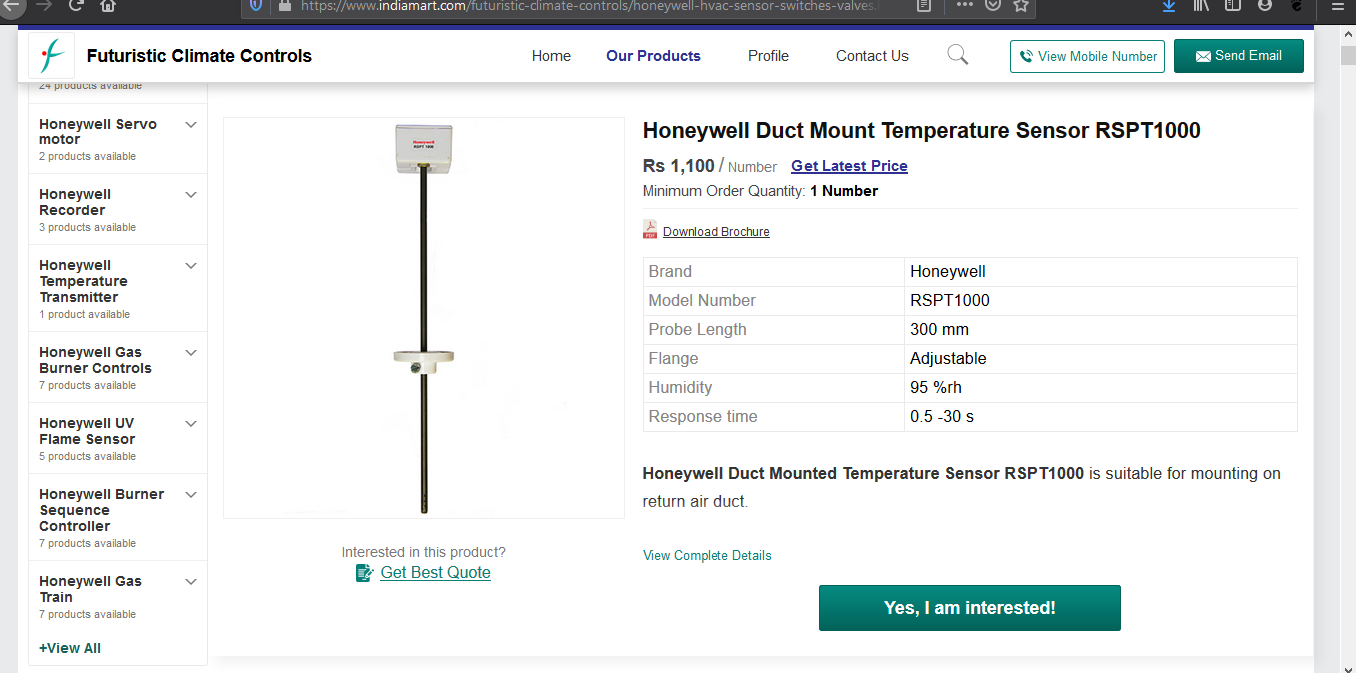 https://www.indiamart.com/futuristic-climate-controls/honeywell-hvac-sensor-switches-valves.
Futuristic Climate Controls
Home
Our Products
Profile
Contact Us
View Mobile Number
Send Email
24 products available
Honeywell Servo
motor
2 products available
Honeywell
Recorder
3 products available
Honeywell
Temperature
Transmitter
1 product available
Honeywell Gas
Burner Controls
7 products available
Honeywell UV
Flame Sensor
5 products available
Honeywell Burner
Sequence
Controller
7 products available
Honeywell Gas
Train
7 products available
+View All
Honeywell
RSPT 1000
Interested in this product?
Get Best Quote
Honeywell Duct Mount Temperature Sensor RSPT1000
Rs 1,100 / Number Get Latest Price
Minimum Order Quantity: 1 Number
PDF Download Brochure
Brand Honeywell
Model Number RSPT1000
Probe Length 300 mm
Flange Adjustable
Humidity 95 %rh
Response time 0.5 -30 s
Honeywell Duct Mounted Temperature Sensor RSPT1000 is suitable for mounting on
return air duct.
View Complete Details
Yes, I am interested!